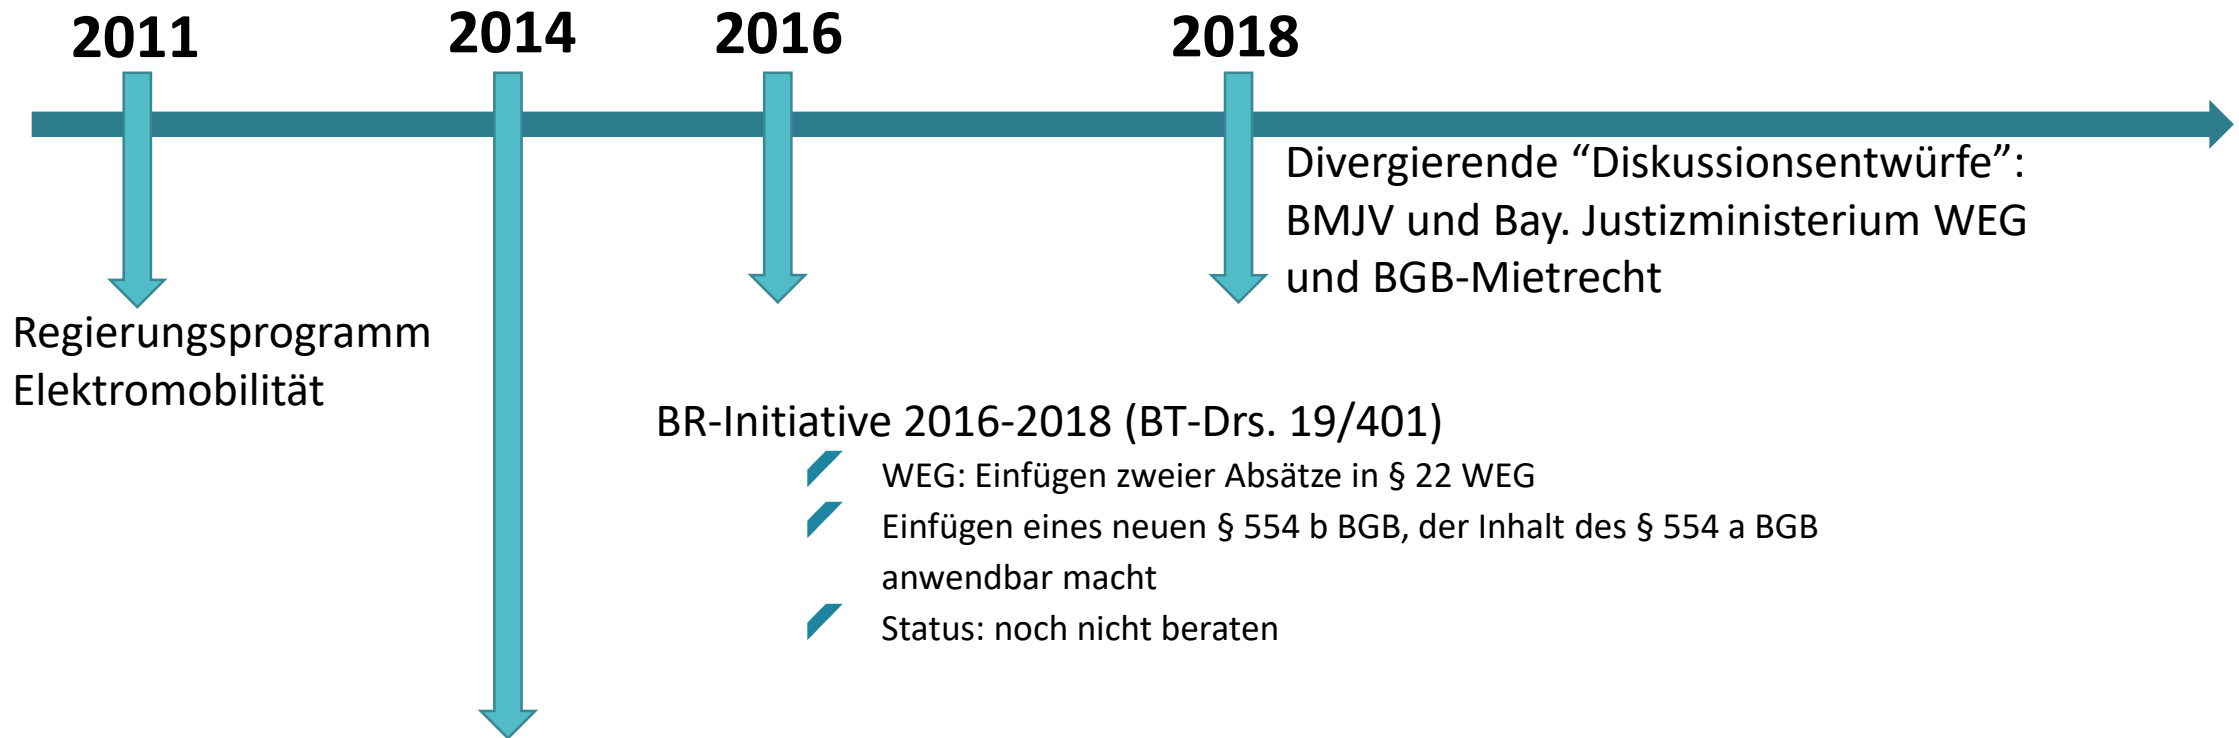 2011
2014
2016
2018
Divergierende “Diskussionsentwürfe”:
BMJV und Bay. Justizministerium WEG
und BGB-Mietrecht
Regierungsprogramm
Elektromobilität
BR-Initiative 2016-2018 (BT-Drs. 19/401)
WEG: Einfügen zweier Absätze in § 22 WEG
Einfügen eines neuen § 554 b BGB, der Inhalt des § 554 a BGB
anwendbar macht
Status: noch nicht beraten